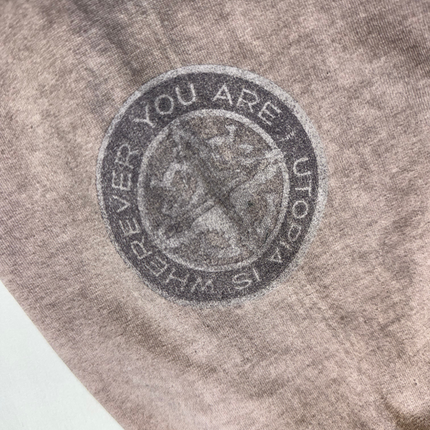 UTOPIA IS WHEREVER YOU ARE :